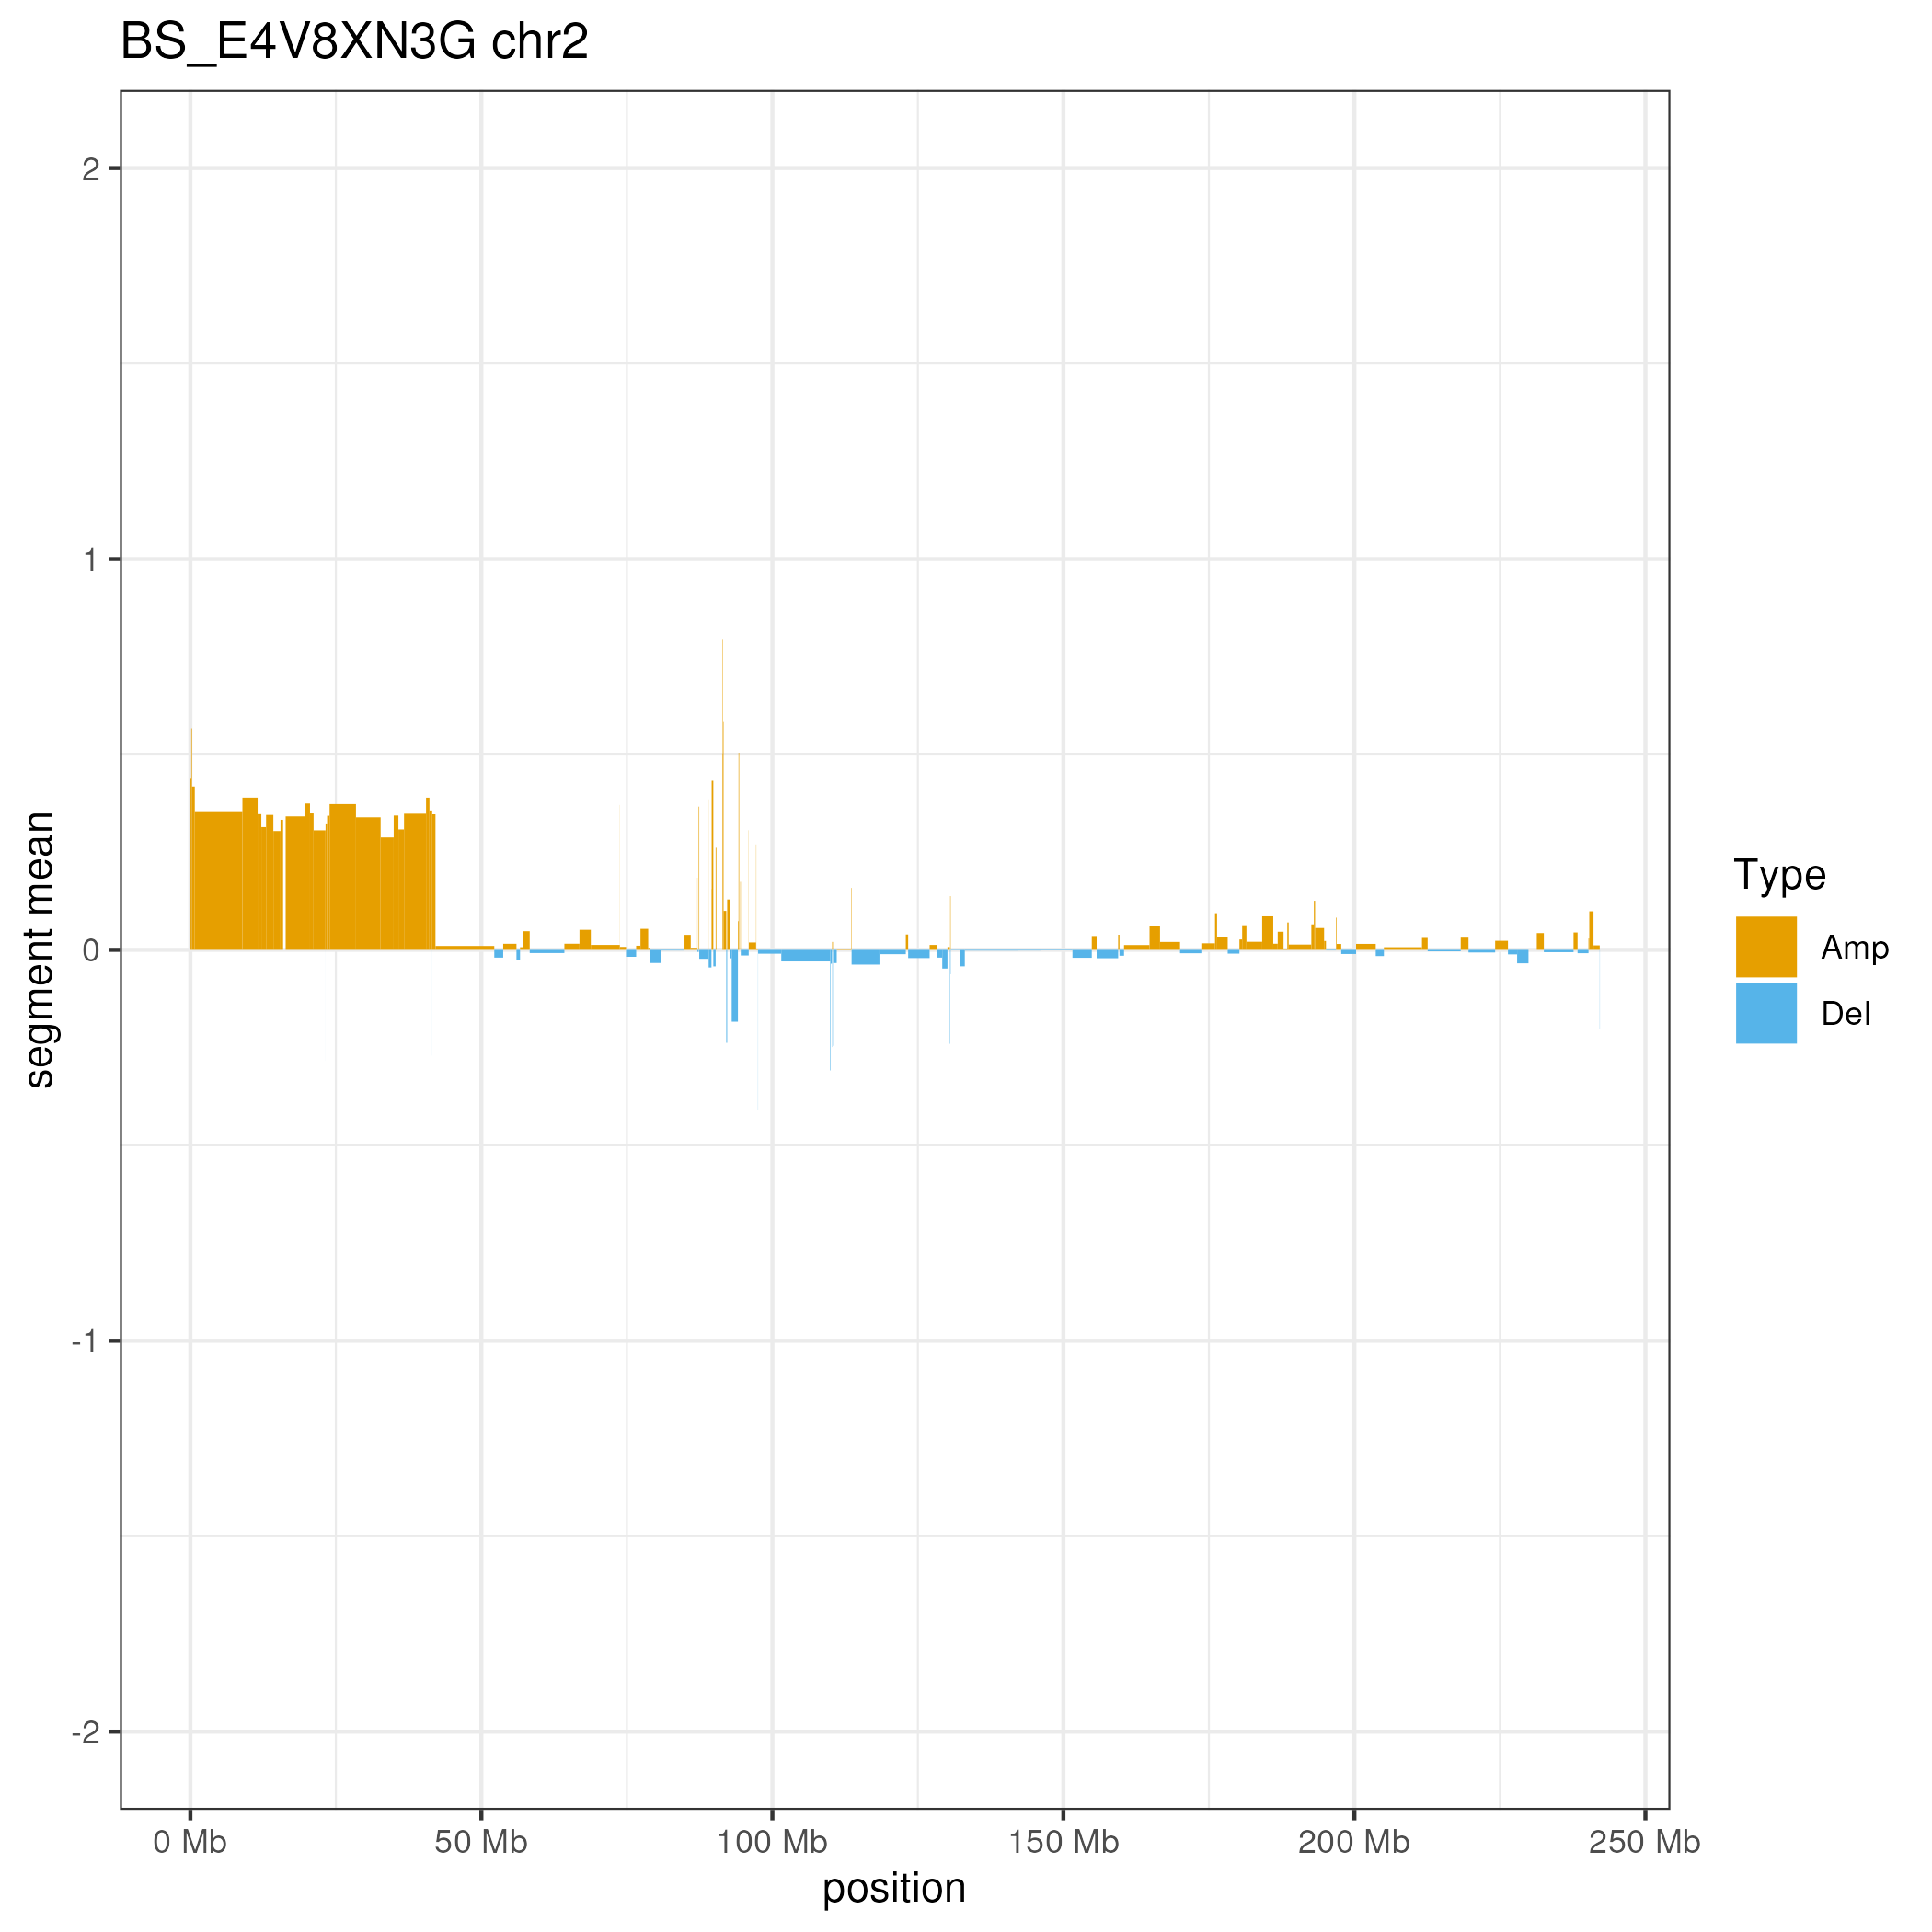 BS_E4V8XN3G chr2
2
1
0
-1
-2
segment mean
0 Mb
50 Mb
100 Mb
150 Mb
200 Mb
250 Mb
position
Type
Amp
Del